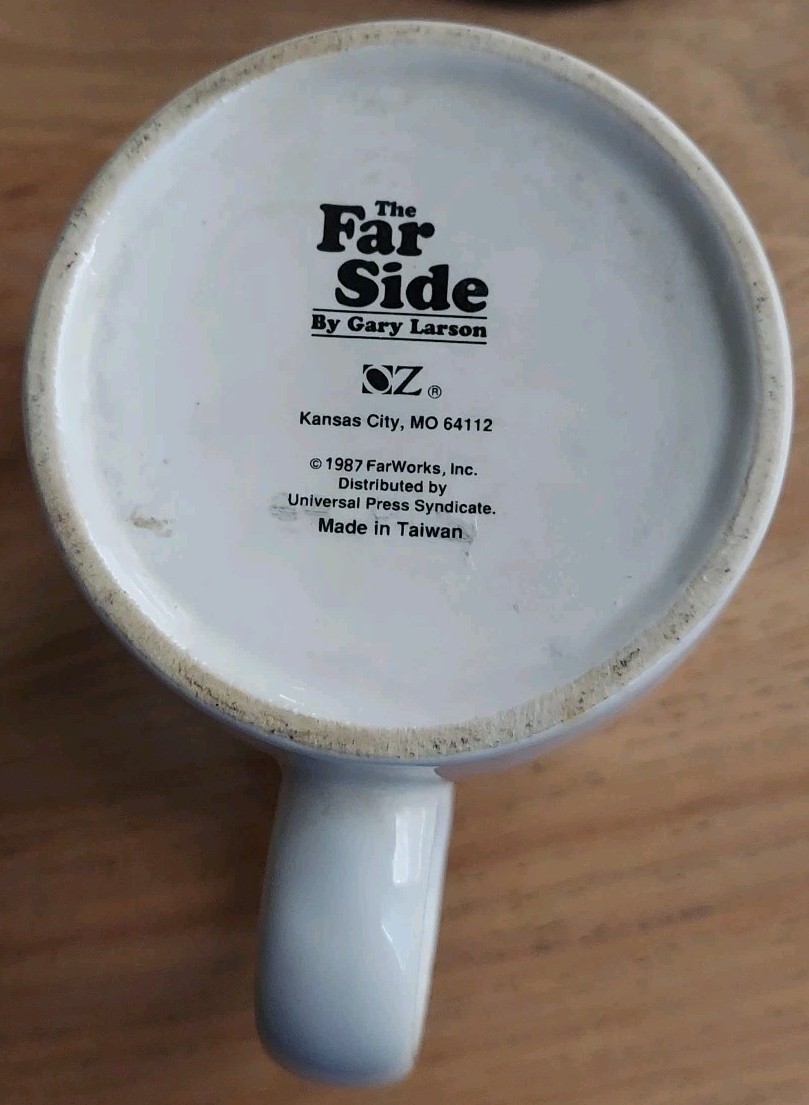 The
Far
Side
By Gary Larson
OZ®
Kansas City, MO 64112
© 1987 FarWorks, Inc.
Distributed by
Universal Press Syndicate.
Made in Taiwan